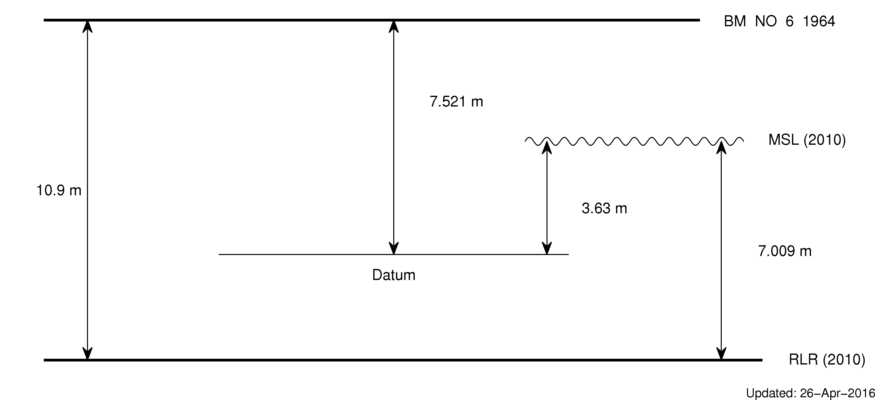 BM NO 6 1964
7.521 m
MSL (2010)
10.9 m
3.63 m
7.009 m
Datum
RLR (2010)
Updated: 26−Apr−2016